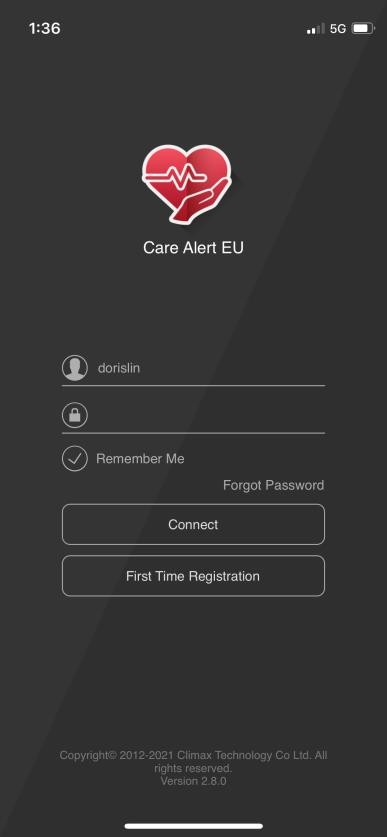 1:36
5G
Care Alert EU
dorislin
Remember Me
Forgot Password
Connect
First Time Registration
Copyright© 2012-2021 Climax Technology Co Ltd. All
rights reserved.
Version 2.8.0